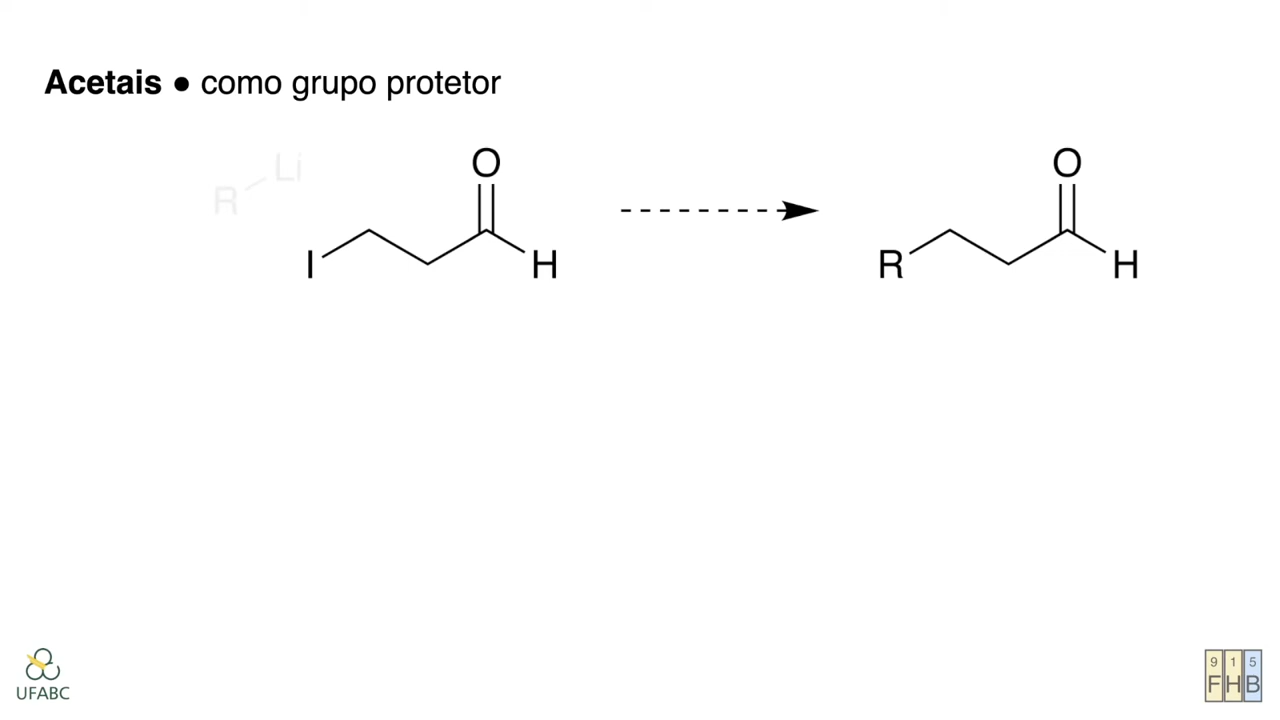 Acetais ● como grupo protetor
R Li
O
I H
O
R H
UFABC
9 1 5
F H B